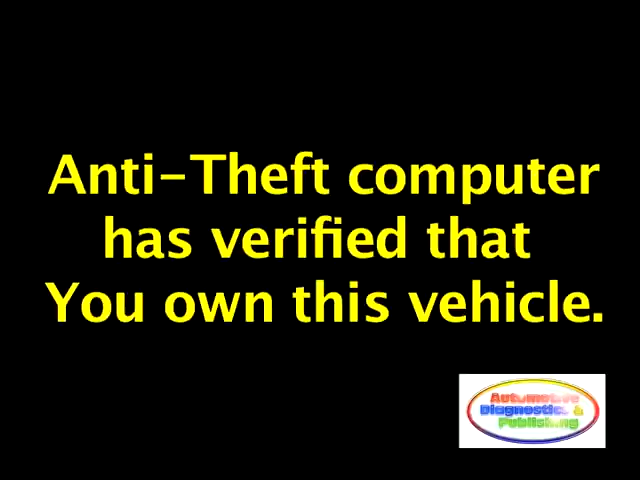 Anti-Theft computer
has verified that
You own this vehicle.
Automotive
Diagnostics &
Publishing